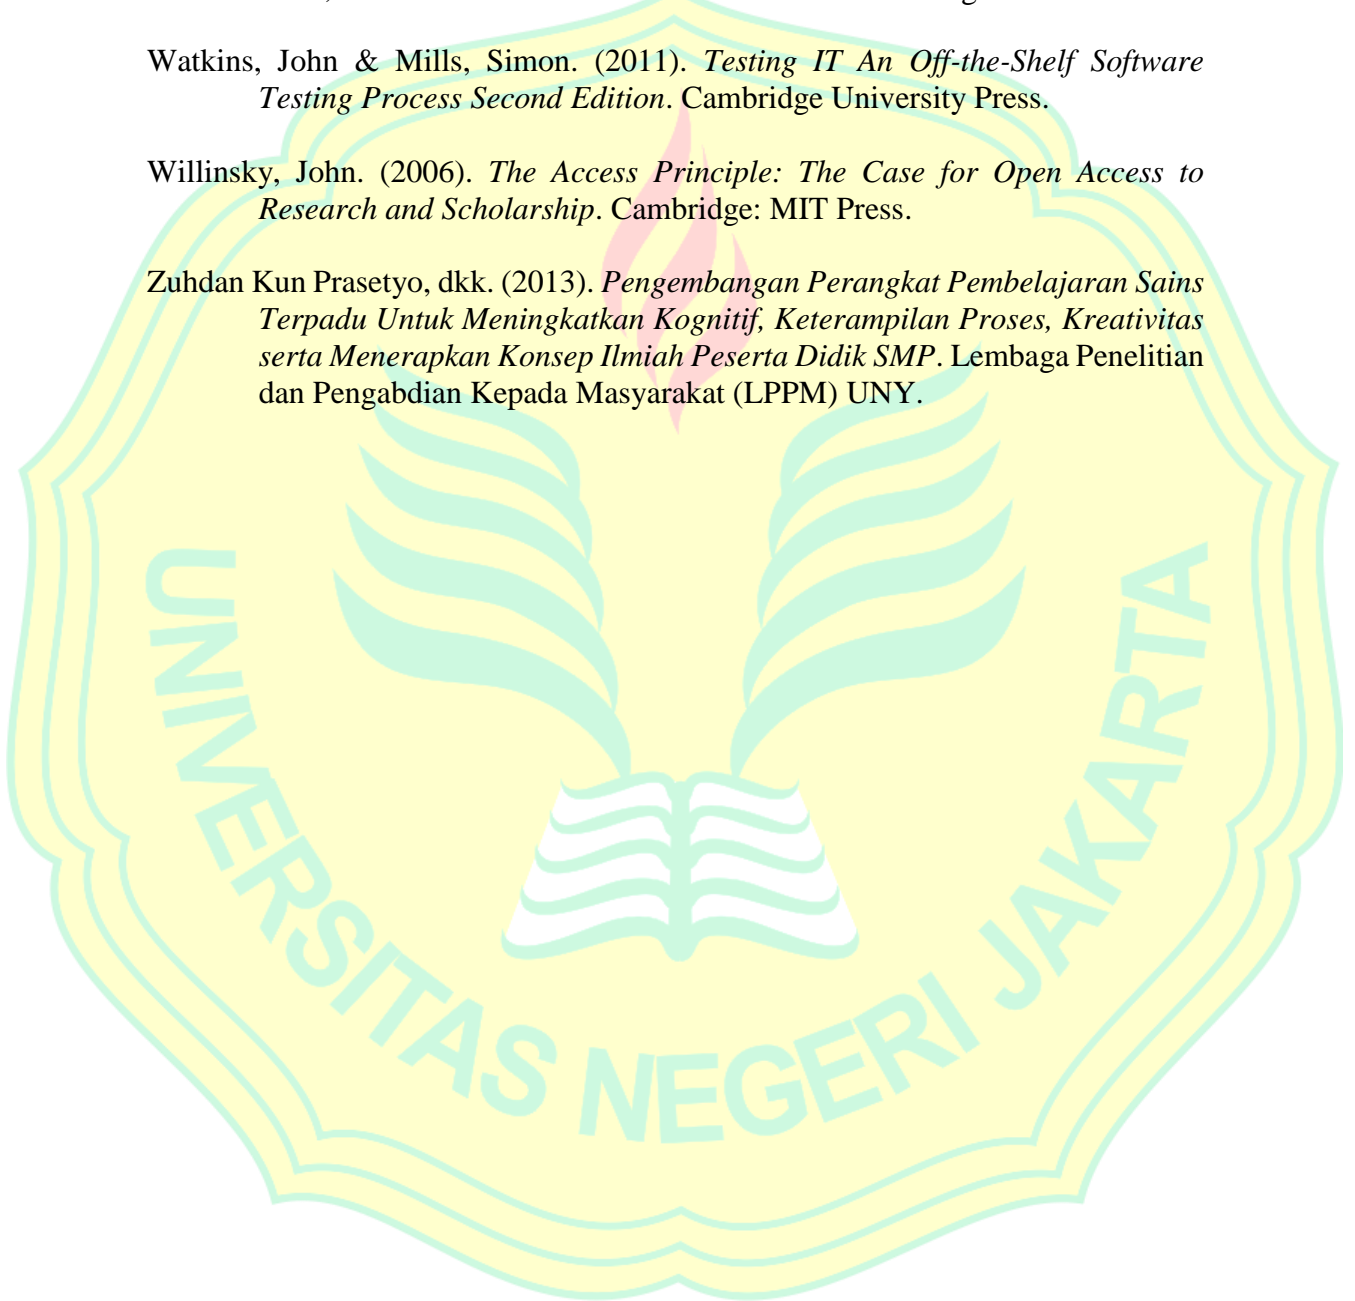 Watkins, John & Mills, Simon. (2011). Testing IT An Off-the-Shelf Software
Testing Process Second Edition. Cambridge University Press.
Willinsky, John. (2006). The Access Principle: The Case for Open Access to
Research and Scholarship. Cambridge: MIT Press.
Zuhdan Kun Prasetyo, dkk. (2013). Pengembangan Perangkat Pembelajaran Sains
Terpadu Untuk Meningkatkan Kognitif, Keterampilan Proses, Kreativitas
serta Menerapkan Konsep Ilmiah Peserta Didik SMP. Lembaga Penelitian
dan Pengabdian Kepada Masyarakat (LPPM) UNY.
UNIVERSITAS NEGERI JAKARTA